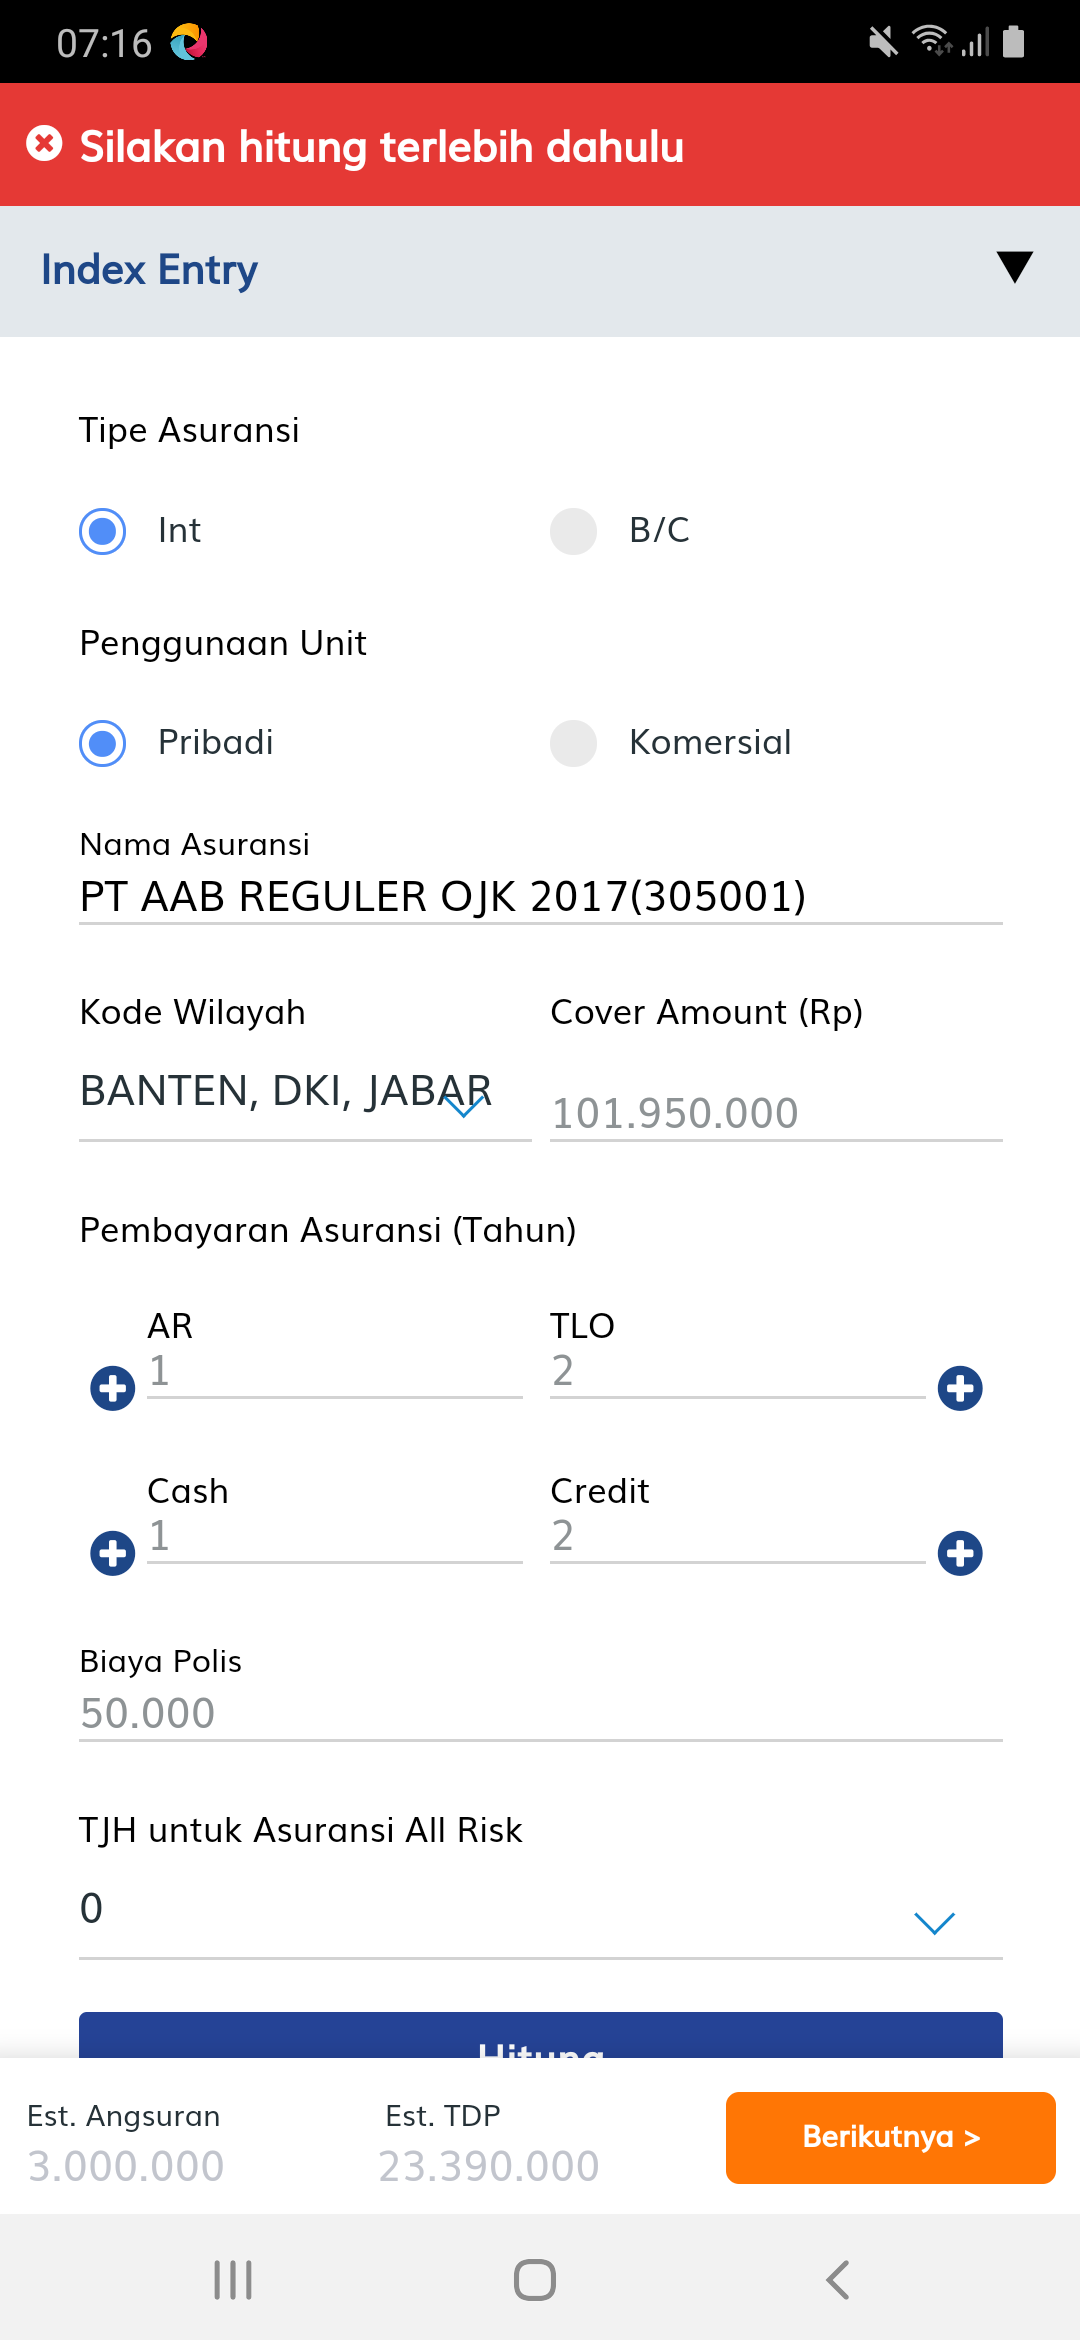 07:16
Silakan hitung terlebih dahulu
Index Entry
Tipe Asuransi
Int B/C
Penggunaan Unit
Pribadi Komersial
Nama Asuransi
PT AAB REGULER OJK 2017(305001)
Kode Wilayah Cover Amount (Rp)
BANTEN, DKI, JABAR 101.950.000
Pembayaran Asuransi (Tahun)
AR TLO
1 2
Cash Credit
1 2
Biaya Polis
50.000
TJH untuk Asuransi All Risk
0
Hitung
Est. Angsuran Est. TDP
3.000.000 23.390.000
Berikutnya >